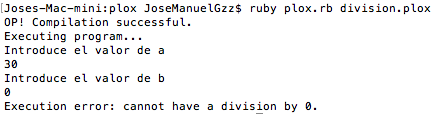 [Joses-Mac-mini:plox JoseManuelGzz$ ruby plox.rb division.plox
OP! Compilation successful.
Executing program...
Introduce el valor de a
30
Introduce el valor de b
0
Execution error: cannot have a division by 0.